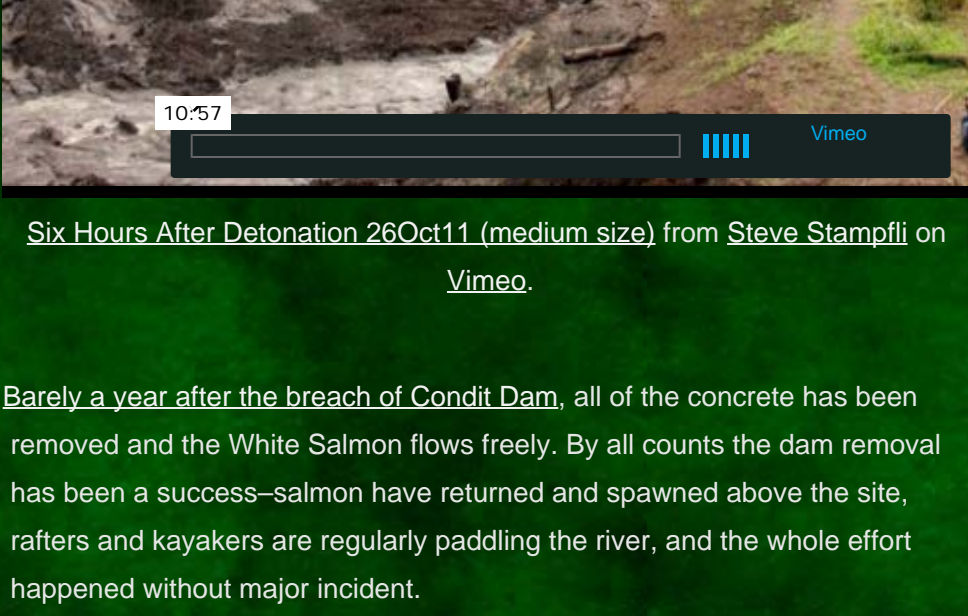 10:57
Vimeo
Six Hours After Detonation 26Oct11 (medium size) from Steve Stampfli on
Vimeo.
Barely a year after the breach of Condit Dam, all of the concrete has been
removed and the White Salmon flows freely. By all counts the dam removal
has been a success–salmon have returned and spawned above the site,
rafters and kayakers are regularly paddling the river, and the whole effort
happened without major incident.